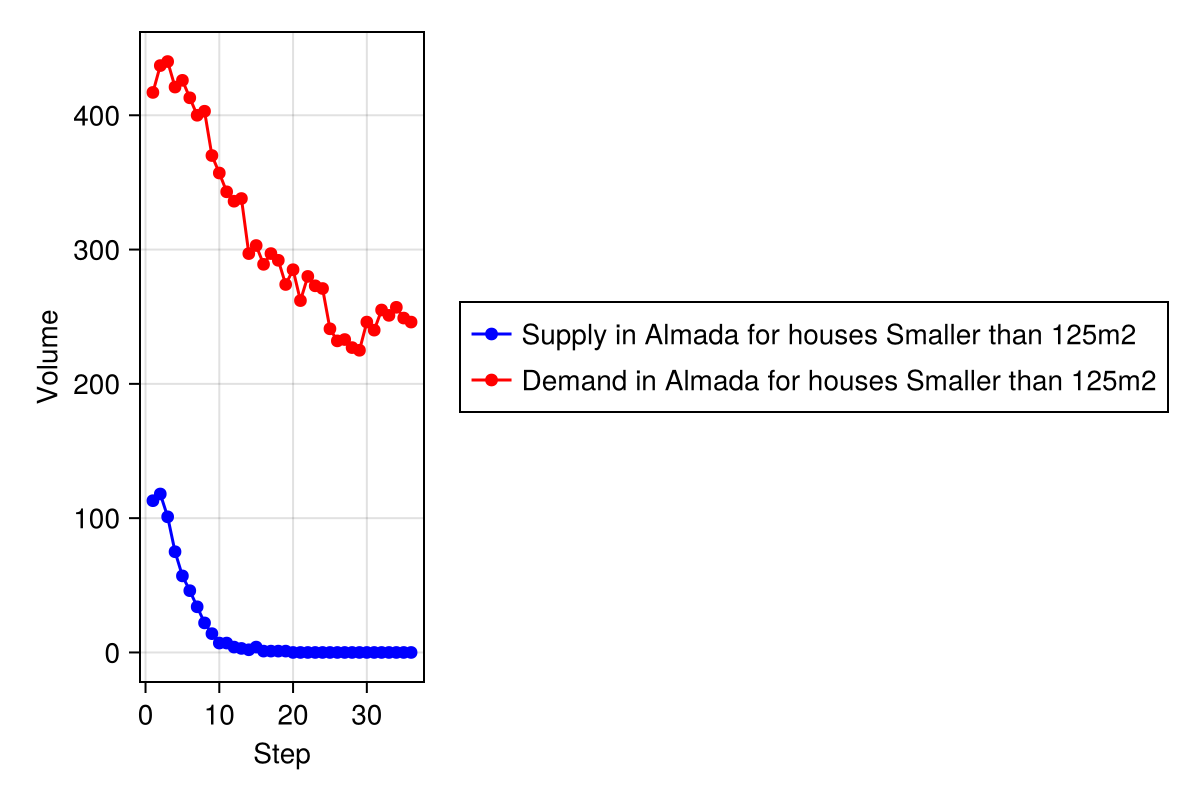 400
300
200
100
0
Volume
0 10 20 30
Step
Supply in Almada for houses Smaller than 125m2
Demand in Almada for houses Smaller than 125m2